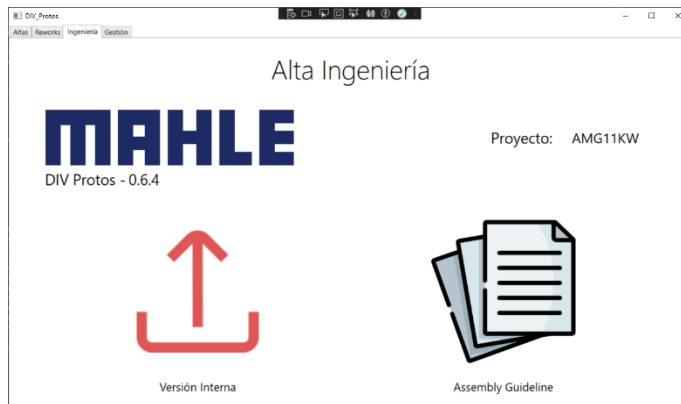 DIV_Protos
Altas Reworks Ingeniería Gestión
Alta Ingeniería
MAHLE
Proyecto: AMG11KW
DIV Protos - 0.6.4
Versión Interna
Assembly Guideline